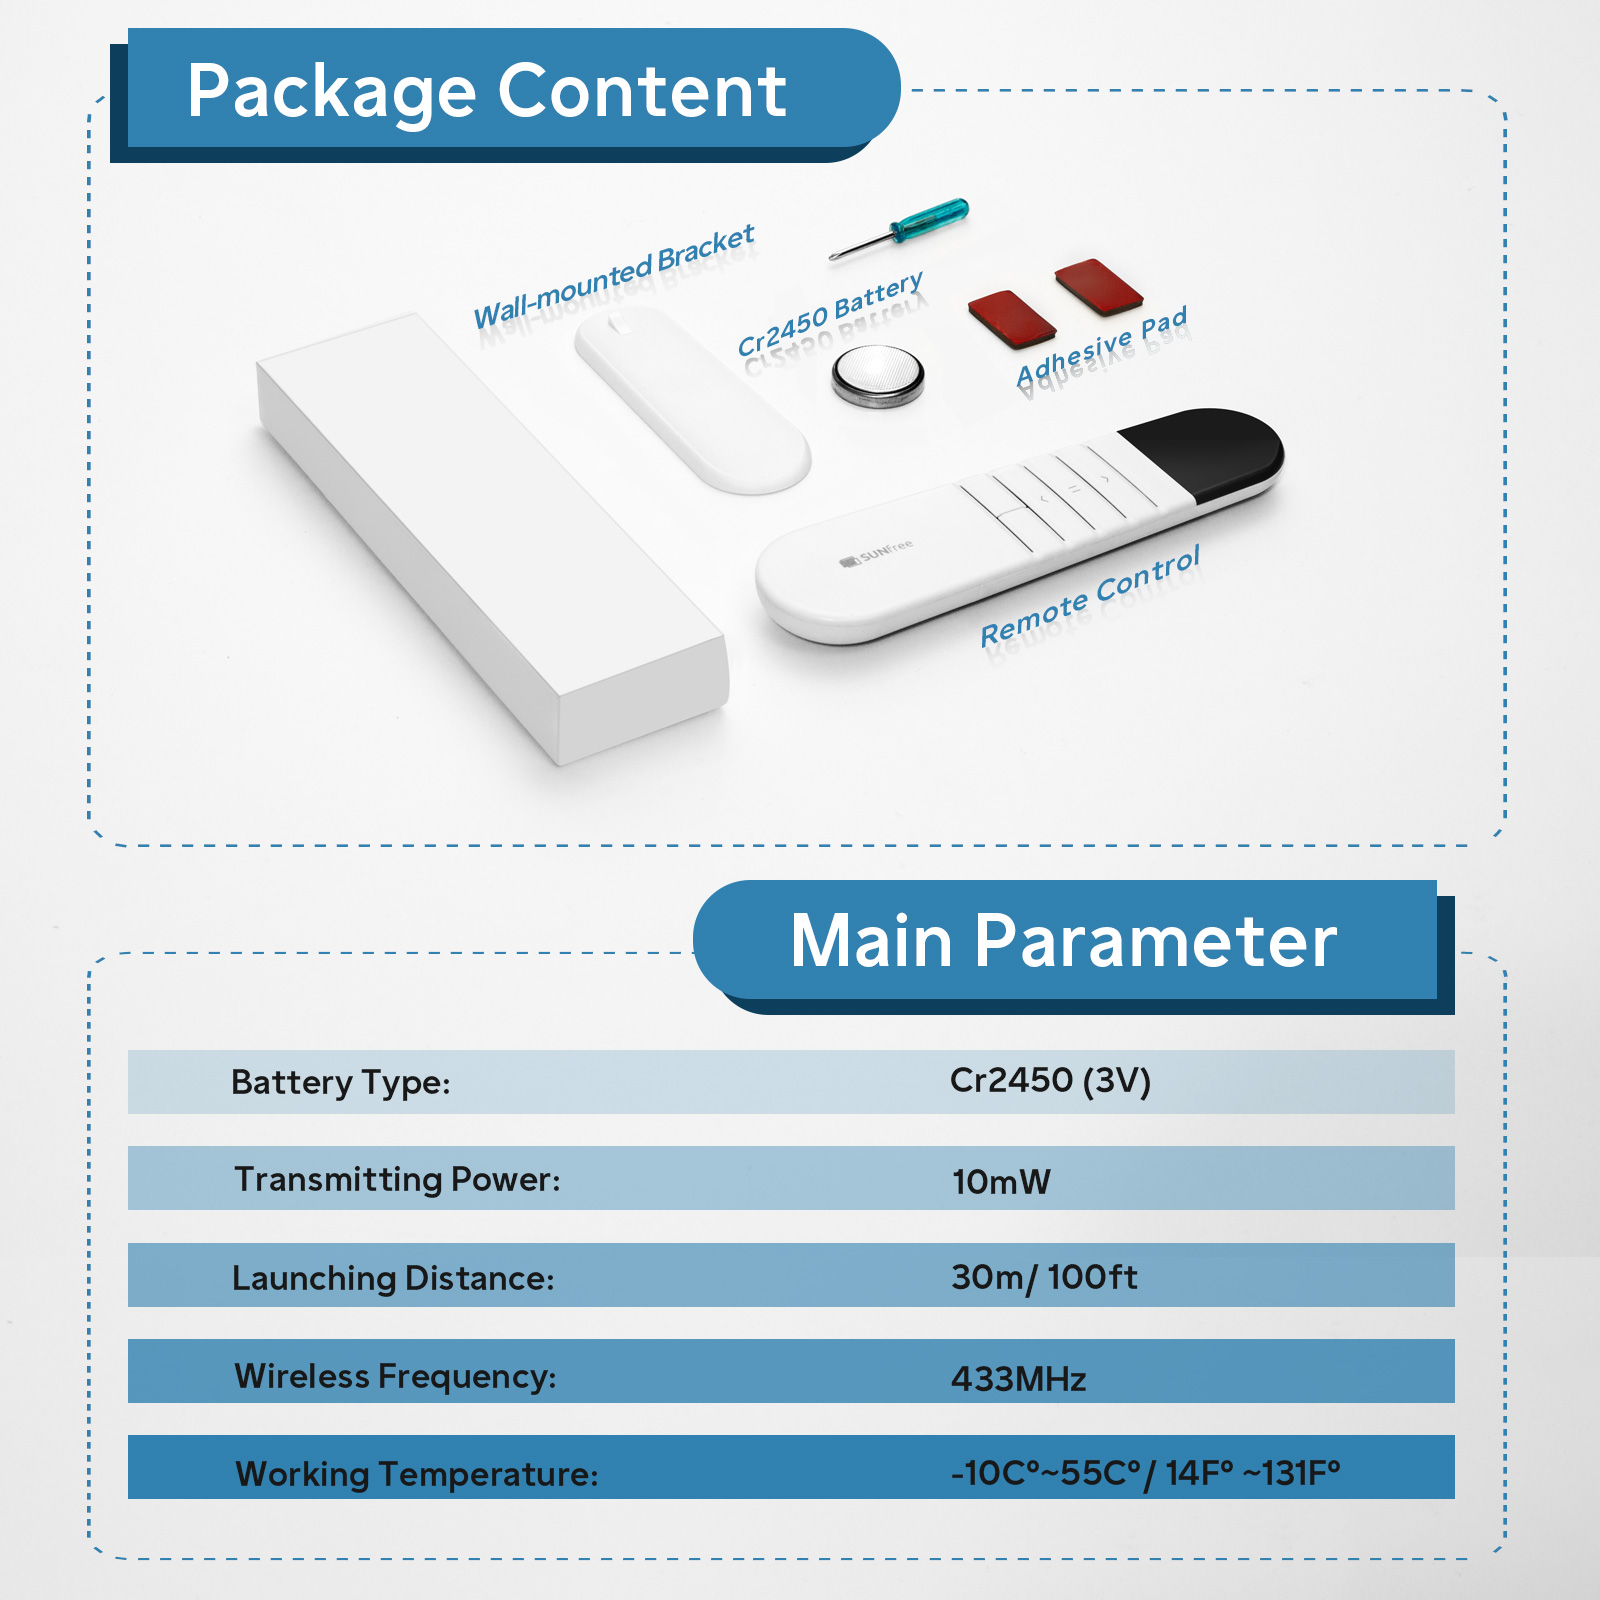 Package Content
Wall-mounted Bracket
Cr2450 Battery
Adhesive Pad
SUNfree
Remote Control
Main Parameter
Battery Type: Cr2450 (3V)
Transmitting Power: 10mW
Launching Distance: 30m/ 100ft
Wireless Frequency: 433MHz
Working Temperature: -10C°~55C°/ 14F° ~131F°